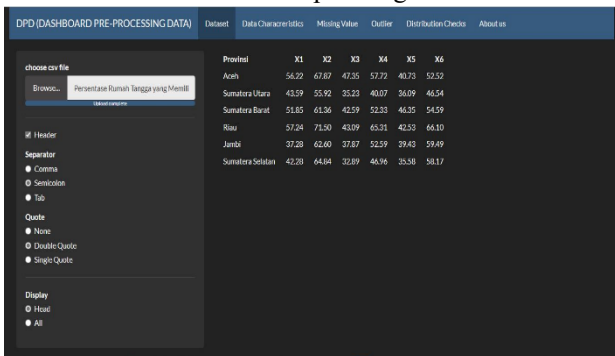 DPD (DASHBOARD PRE-PROCESSING DATA) Dataset Data Characreristics Missing Value Outlier Distribution Checks About us
choose csv file
Browse... Persentase Rumah Tangga yang Memili
Upload complete
Header
Separator
Comma
Semicolon
Tab
Quote
None
Double Quote
Single Quote
Display
Head
All
Provinsi X1 X2 X3 X4 X5 X6
Aceh 56.22 67.87 47.35 57.72 40.73 52.52
Sumatera Utara 43.59 55.92 35.23 40.07 36.09 46.54
Sumatera Barat 51.85 61.36 42.59 52.33 46.35 54.59
Riau 57.24 71.50 43.09 65.31 42.53 66.10
Jambi 37.28 62.60 37.87 52.59 39.43 59.49
Sumatera Selatan 42.28 64.84 32.89 46.96 35.58 58.17